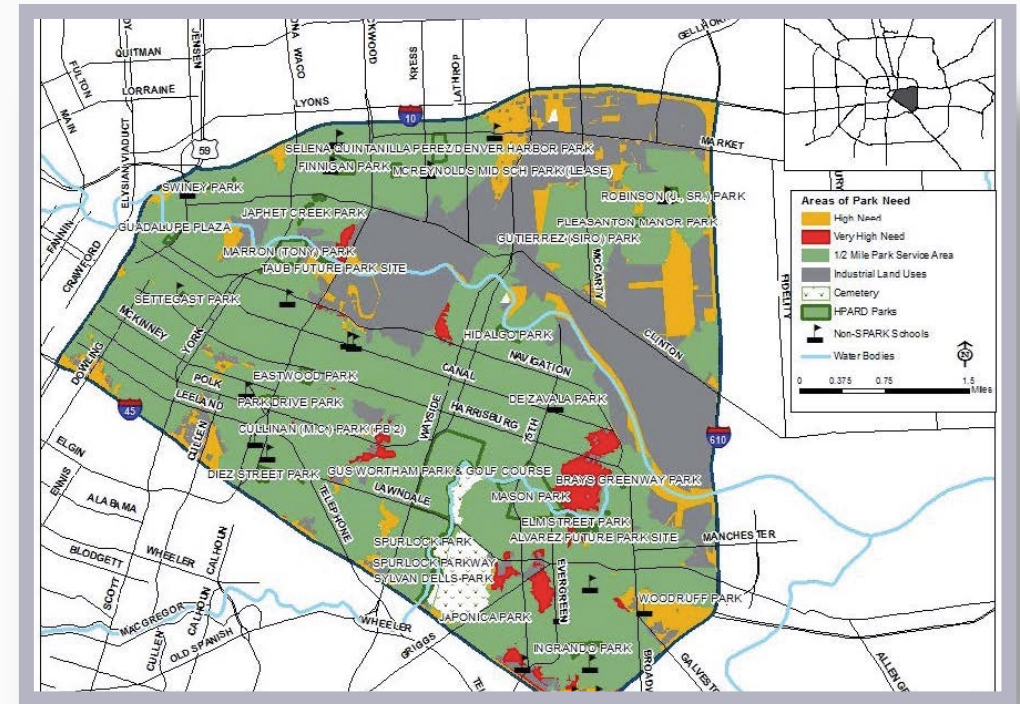 QUITMAN
LORRAINE
FULTON
MAIN
ELYSIAN VIADUCT
JENSEN
WACO
KRESS
LATHROP
LYONS
10
59
MARKET
SELENA QUINTANILLA PEREZ/DENVER HARBOR PARK
FINNIGAN PARK
MCREYNOLDS MID SCH PARK (LEASE)
SWINEY PARK
ROBINSON (J., SR.) PARK
JAPHET CREEK PARK
PLEASANTON MANOR PARK
GUADALUPE PLAZA
GUTIERREZ (SIRO) PARK
FANNIN
CRAWFORD
MARRON (TONY) PARK
TAUB FUTURE PARK SITE
MCCARTY
SETTEGAST PARK
MCKINNEY
YORK
HIDALGO PARK
CLINTON
FIDELITY
DOWLING
NAVIGATION
CANAL
POLK
LEELAND
EASTWOOD PARK
PARK DRIVE PARK
WAYSIDE
HARRISBURG
75TH
DE ZAVALA PARK
45
610
CULLEN
CULLINAN (M.C.) PARK (PB 2)
ELGIN
ENNIS
DIEZ STREET PARK
GUS WORTHAM PARK & GOLF COURSE
BRAYS GREENWAY PARK
LAWNDALE
MASON PARK
TELEPHONE
ALABAMA
ELM STREET PARK
ALVAREZ FUTURE PARK SITE
MANCHESTER
SPURLOCK PARK
BLODGETT
WHEELER
CALHOUN
SPURLOCK PARKWAY
SYLVAN DELLS PARK
EVERGREEN
SCOTT
WOODRUFF PARK
MACGREGOR
CALHOUN
JAPONICA PARK
WHEELER
GRIGGS
CULLEN
OLD SPANISH
INGRANDO PARK
Areas of Park Need
High Need
Very High Need
1/2 Mile Park Service Area
Industrial Land Uses
Cemetery
HPARD Parks
Non-SPARK Schools
Water Bodies
N
0 0.375 0.75 1.5
Miles